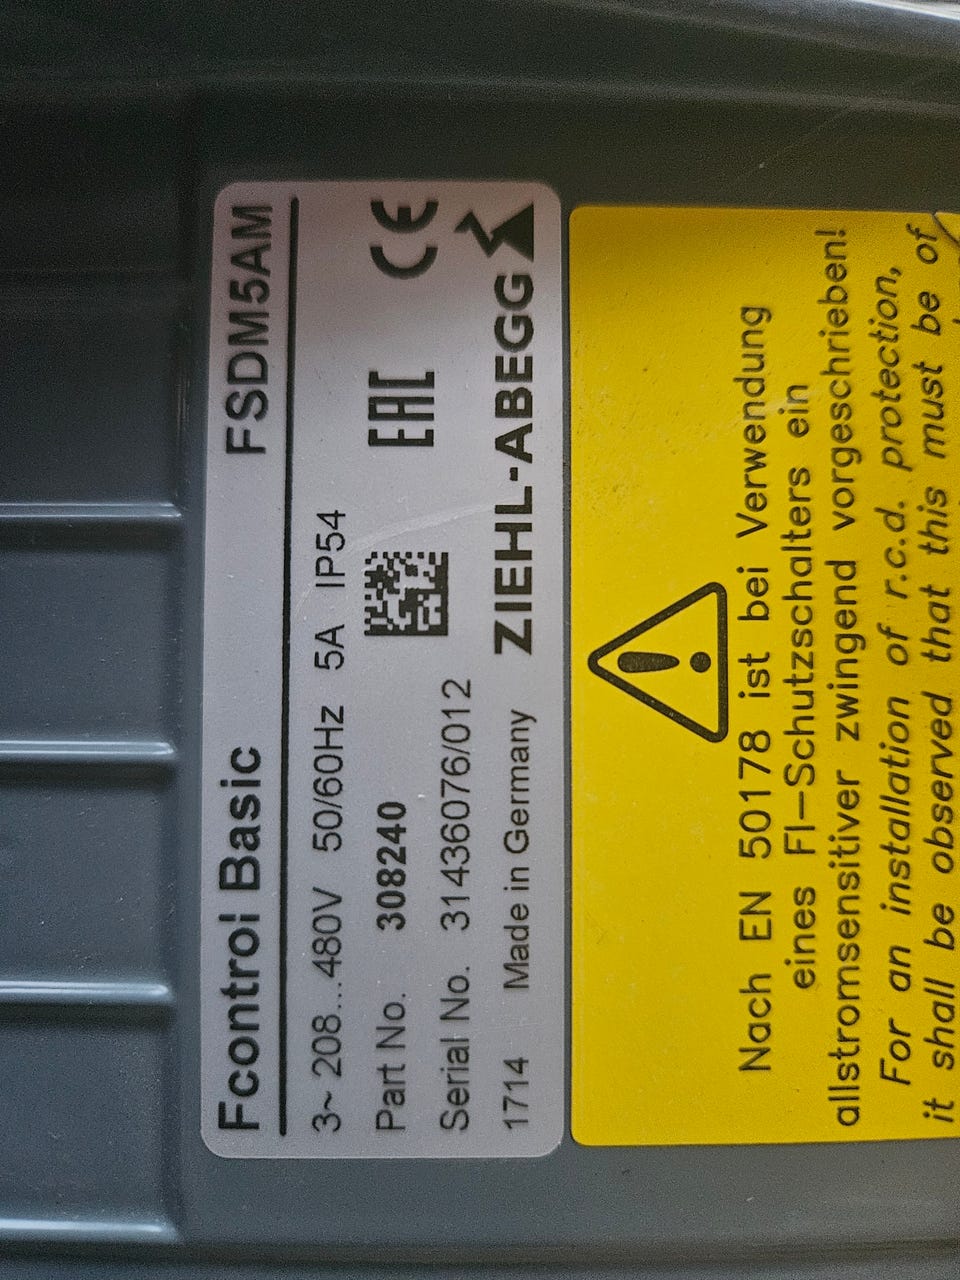 Fcontrol Basic FSDM5AM
3~ 208...480V 50/60Hz 5A IP54
Part No. 308240 EAC CE
Serial No. 31436076/012
1714 Made in Germany ZIEHL-ABEGG
Nach EN 50178 ist bei Verwendung
eines FI-Schutzschalters ein
allstromsensitiver zwingend vorgeschrieben!
For an installation of r.c.d. protection,
it shall be observed that this must be of